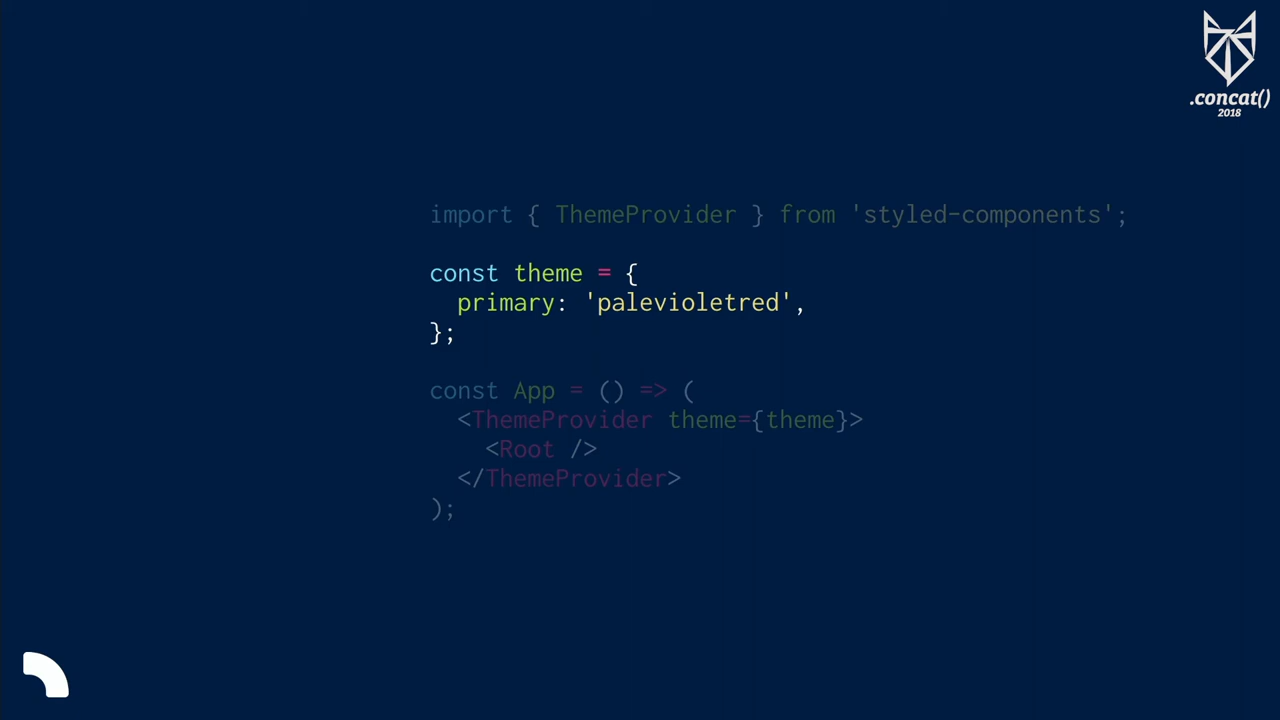 .concat()
2018
import { ThemeProvider } from 'styled-components';
const theme = {
  primary: 'palevioletred',
};
const App = () => (
  <ThemeProvider theme={theme}>
    <Root />
  </ThemeProvider>
);